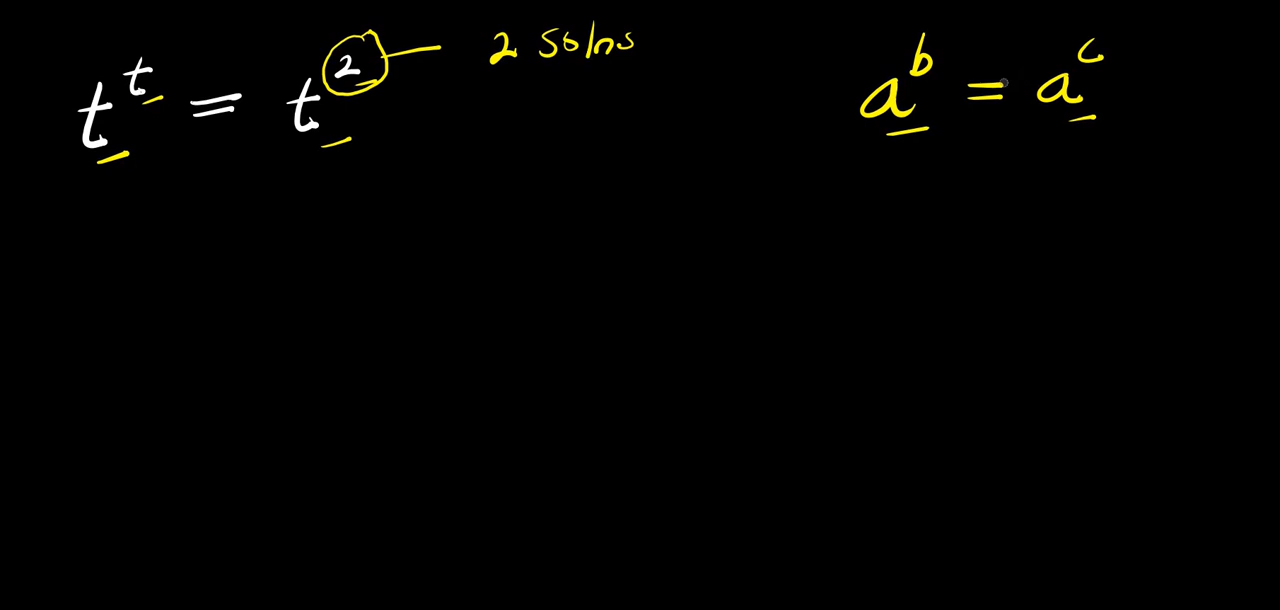 t^t = t^2 — 2 solns
a^b = a^c